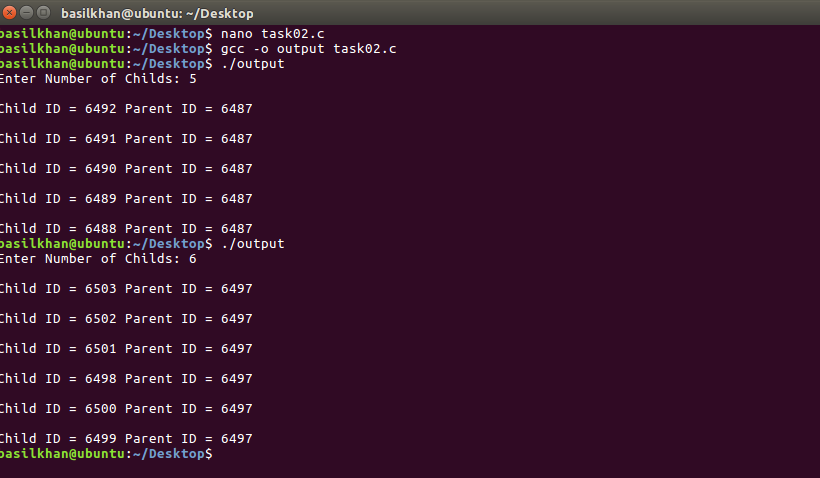 basilkhan@ubuntu: ~/Desktop
basilkhan@ubuntu:~/Desktop$ nano task02.c
basilkhan@ubuntu:~/Desktop$ gcc -o output task02.c
basilkhan@ubuntu:~/Desktop$ ./output
Enter Number of Childs: 5
Child ID = 6492 Parent ID = 6487
Child ID = 6491 Parent ID = 6487
Child ID = 6490 Parent ID = 6487
Child ID = 6489 Parent ID = 6487
Child ID = 6488 Parent ID = 6487
basilkhan@ubuntu:~/Desktop$ ./output
Enter Number of Childs: 6
Child ID = 6503 Parent ID = 6497
Child ID = 6502 Parent ID = 6497
Child ID = 6501 Parent ID = 6497
Child ID = 6498 Parent ID = 6497
Child ID = 6500 Parent ID = 6497
Child ID = 6499 Parent ID = 6497
basilkhan@ubuntu:~/Desktop$